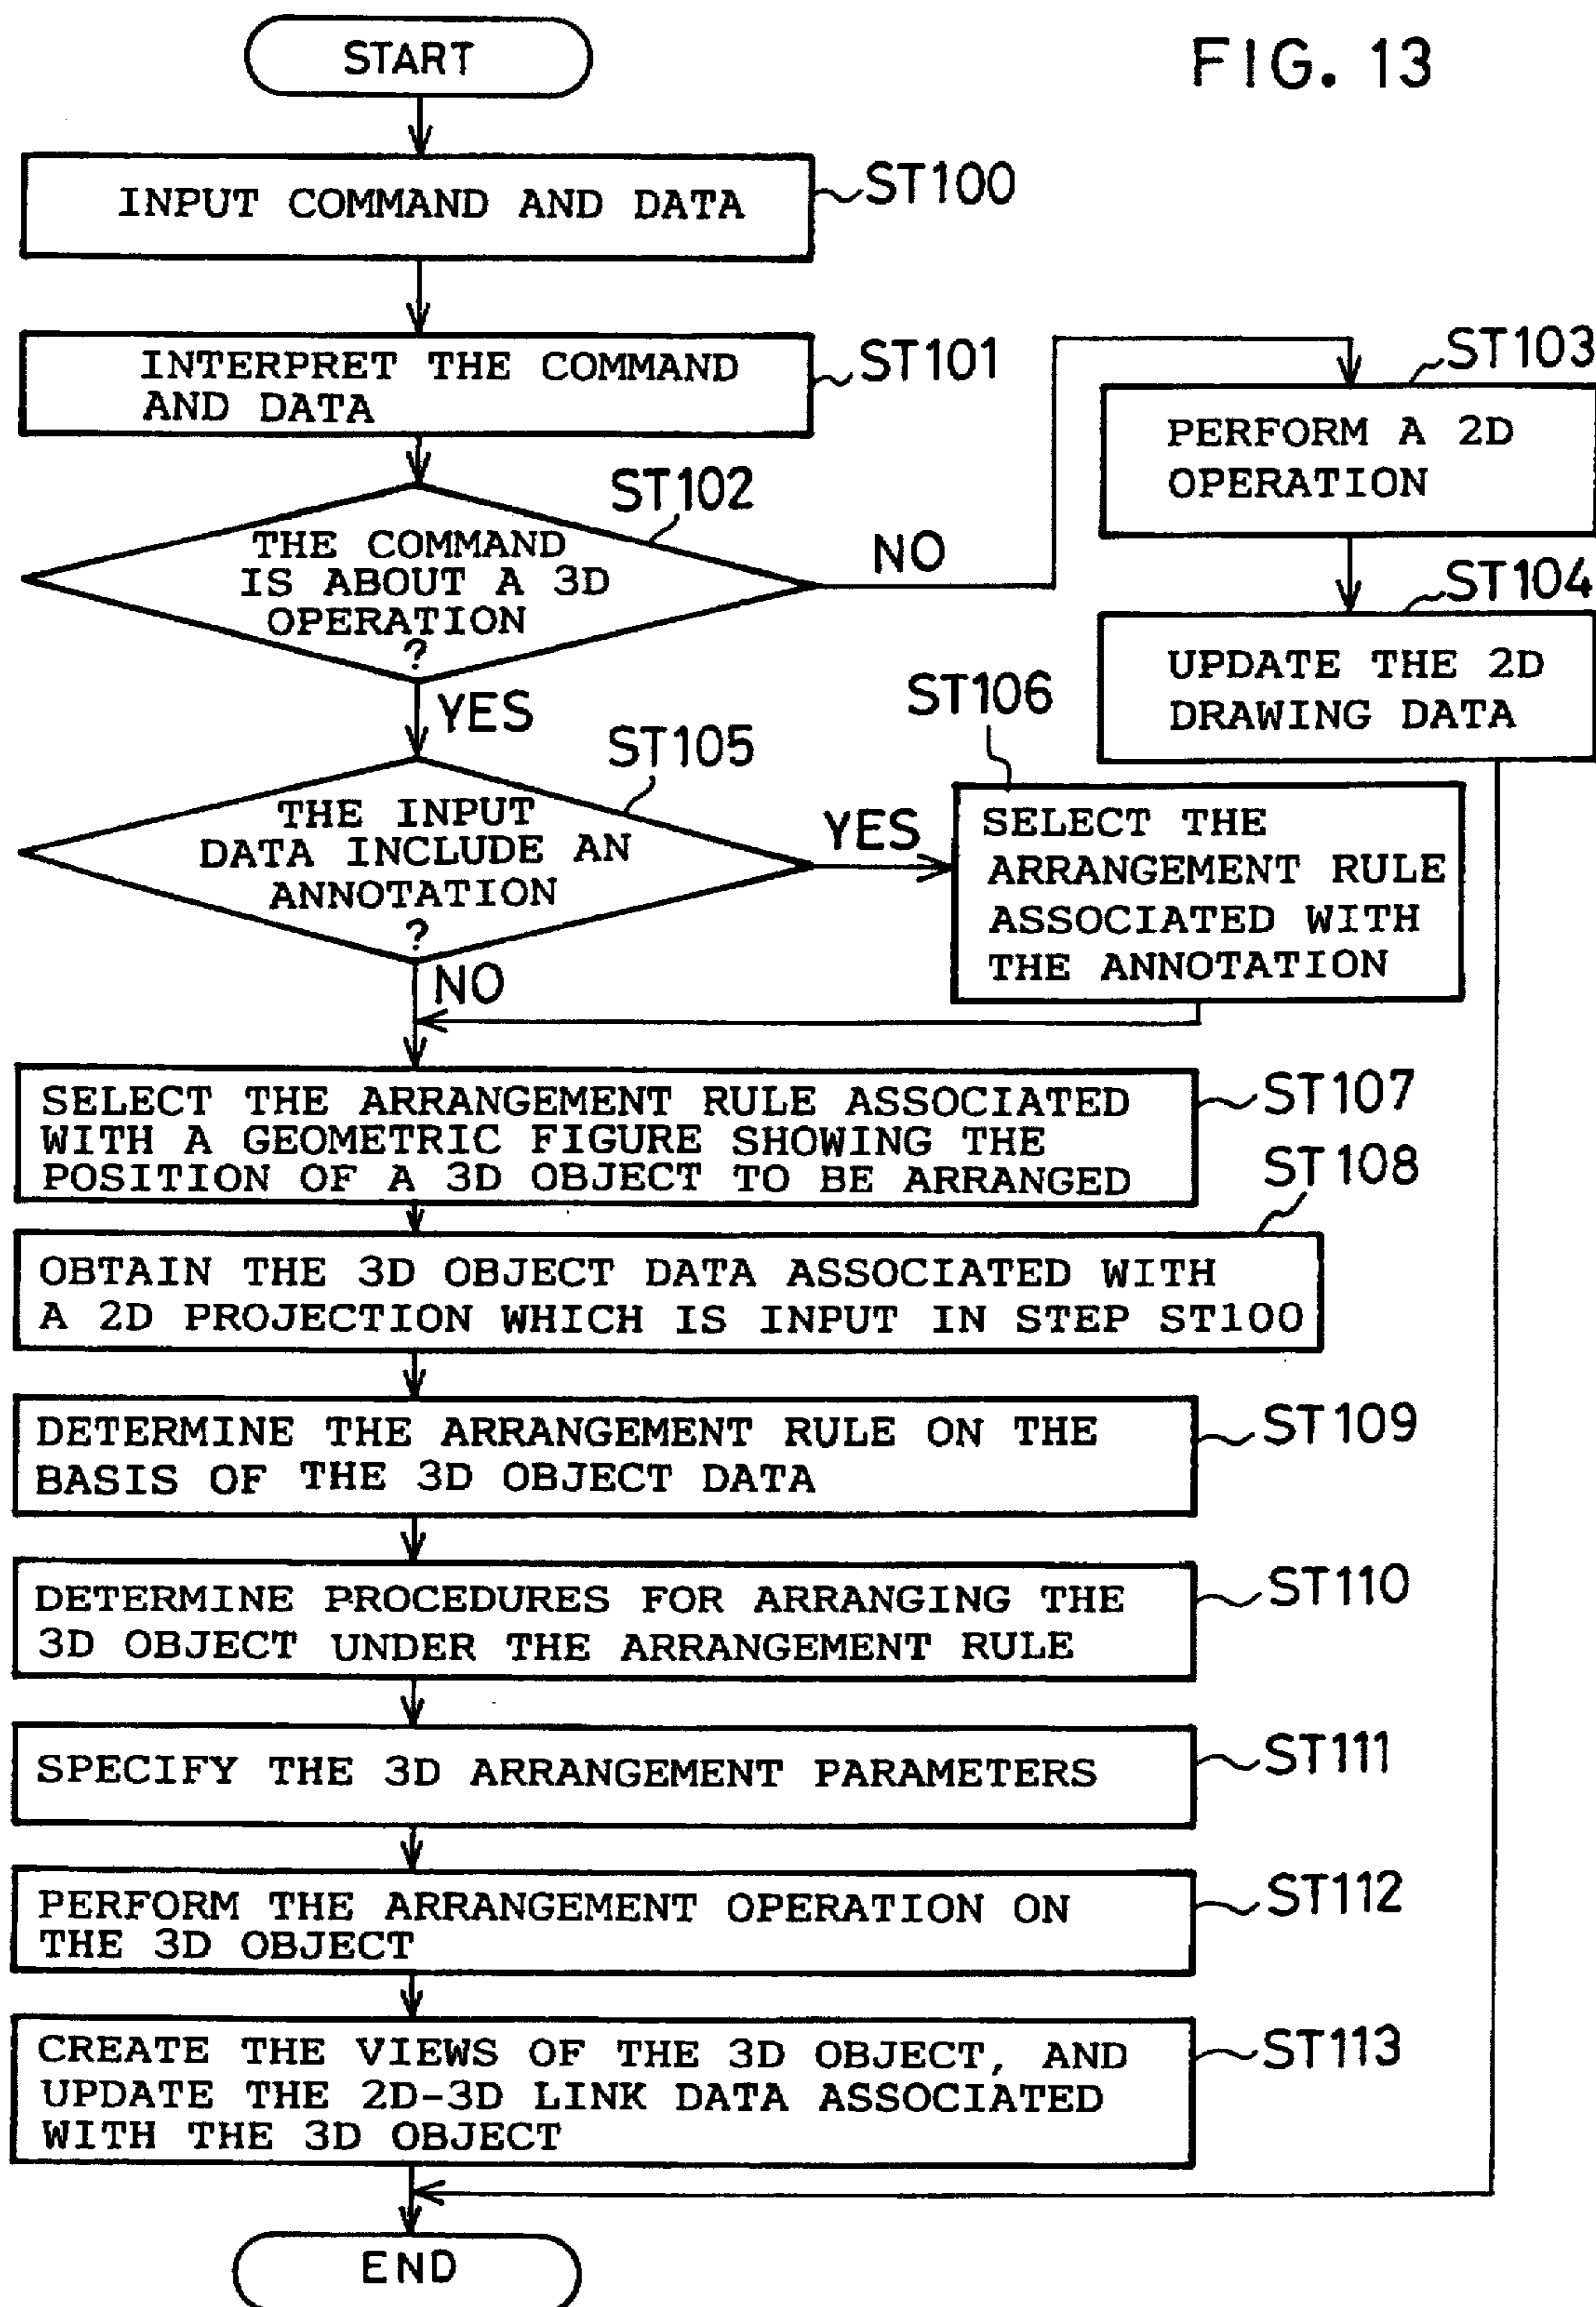 FIG. 13
START
INPUT COMMAND AND DATA
ST100
INTERPRET THE COMMAND
AND DATA
ST101
THE COMMAND
IS ABOUT A 3D
OPERATION
?
ST102
NO
YES
ST103
PERFORM A 2D
OPERATION
ST104
UPDATE THE 2D
DRAWING DATA
THE INPUT
DATA INCLUDE AN
ANNOTATION
?
ST105
YES
NO
ST106
SELECT THE
ARRANGEMENT RULE
ASSOCIATED WITH
THE ANNOTATION
SELECT THE ARRANGEMENT RULE ASSOCIATED
WITH A GEOMETRIC FIGURE SHOWING THE
POSITION OF A 3D OBJECT TO BE ARRANGED
ST107
ST108
OBTAIN THE 3D OBJECT DATA ASSOCIATED WITH
A 2D PROJECTION WHICH IS INPUT IN STEP ST100
DETERMINE THE ARRANGEMENT RULE ON THE
BASIS OF THE 3D OBJECT DATA
ST109
DETERMINE PROCEDURES FOR ARRANGING THE
3D OBJECT UNDER THE ARRANGEMENT RULE
ST110
SPECIFY THE 3D ARRANGEMENT PARAMETERS
ST111
PERFORM THE ARRANGEMENT OPERATION ON
THE 3D OBJECT
ST112
CREATE THE VIEWS OF THE 3D OBJECT, AND
UPDATE THE 2D-3D LINK DATA ASSOCIATED
WITH THE 3D OBJECT
ST113
END